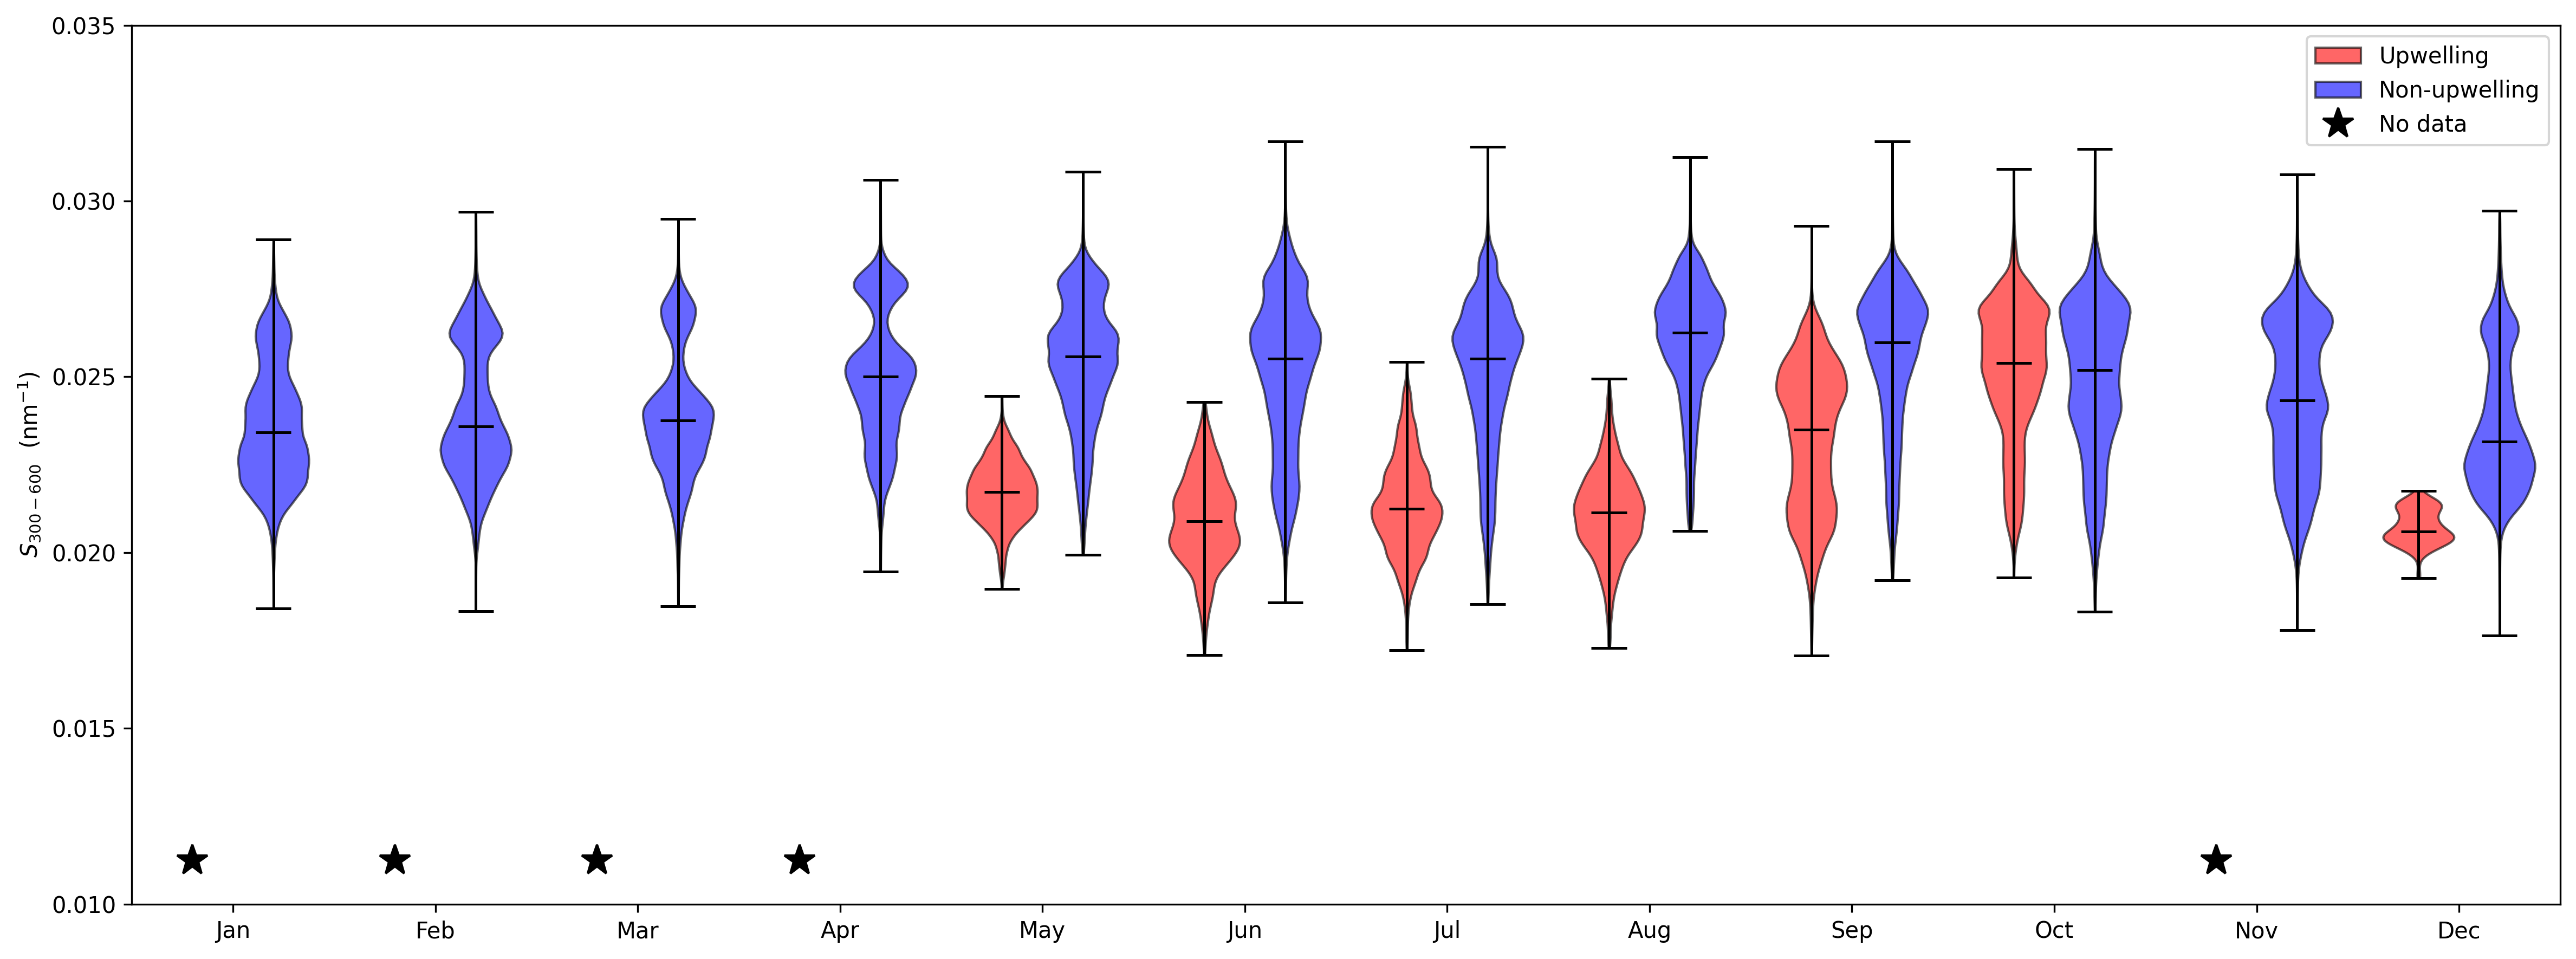 0.035
0.030
0.025
0.020
0.015
0.010
S300−600 (nm−1)
Upwelling
Non-upwelling
No data
Jan Feb Mar Apr May Jun Jul Aug Sep Oct Nov Dec